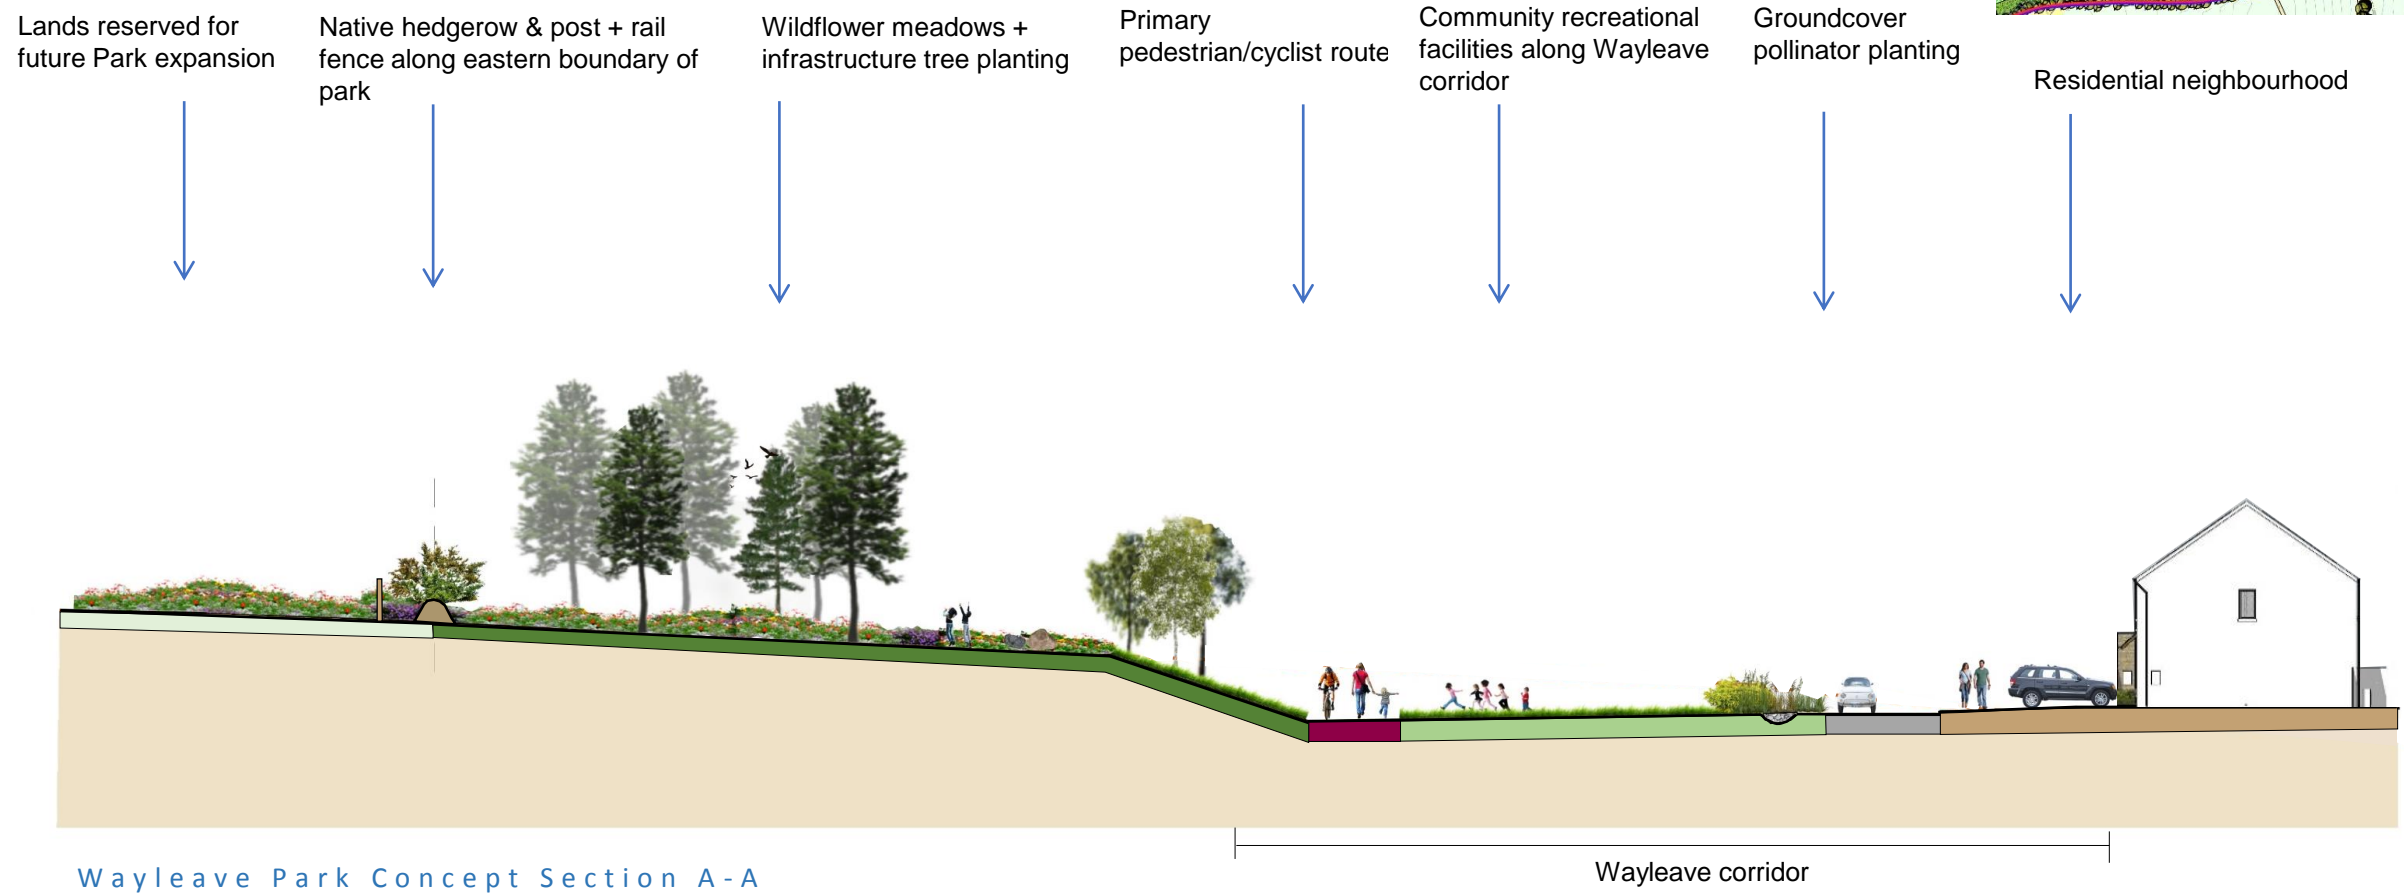 Lands reserved for
future Park expansion
Native hedgerow & post + rail
fence along eastern boundary of
park
Wildflower meadows +
infrastructure tree planting
Primary
pedestrian/cyclist route
Community recreational
facilities along Wayleave
corridor
Groundcover
pollinator planting
Residential neighbourhood
Wayleave corridor
Wayleave Park Concept Section A-A